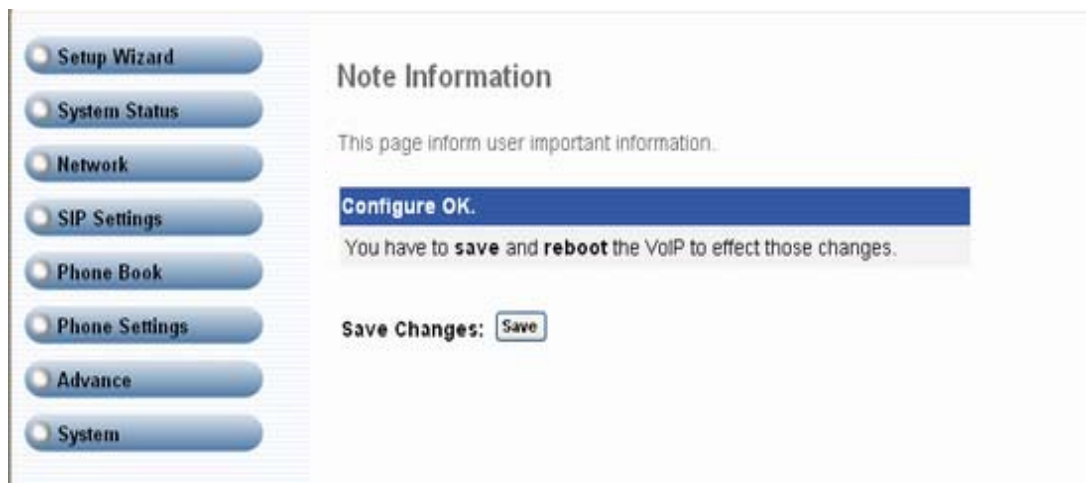 Setup Wizard
System Status
Network
SIP Settings
Phone Book
Phone Settings
Advance
System
Note Information
This page inform user important information.
Configure OK.
You have to save and reboot the VoIP to effect those changes.
Save Changes: Save